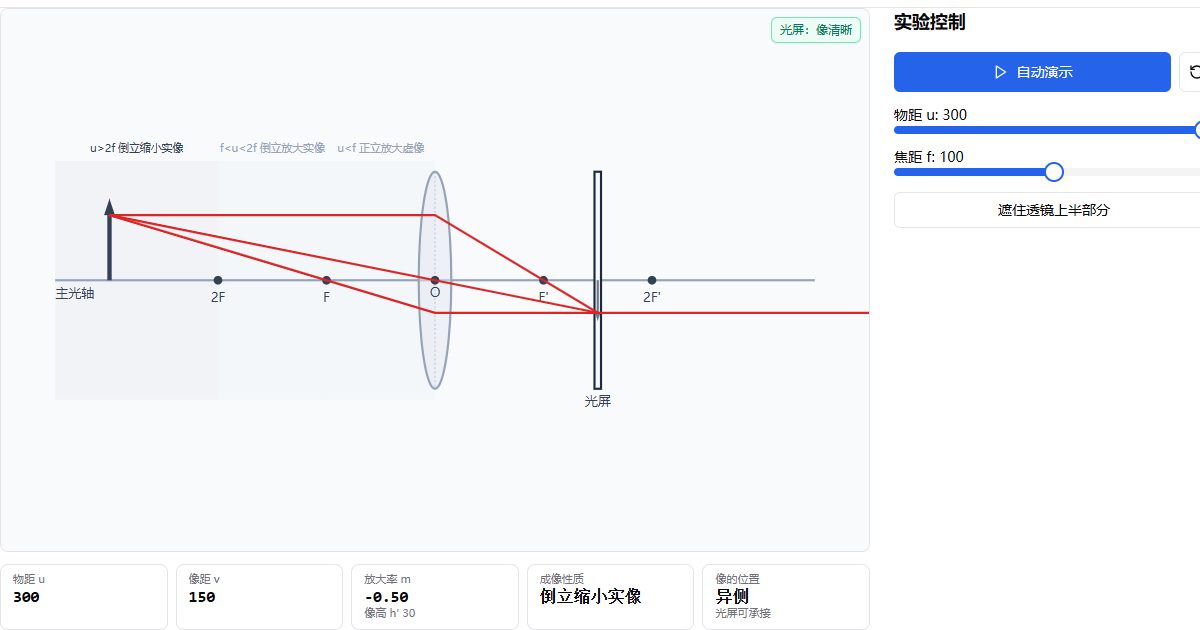 光屏：像清晰
u>2f 倒立缩小实像
f<u<2f 倒立放大实像
u<f 正立放大虚像
主光轴
2F
F
O
F'
2F'
光屏
物距 u
300
像距 v
150
放大率 m
-0.50
像高 h' 30
成像性质
倒立缩小实像
像的位置
异侧
光屏可承接
实验控制
自动演示
物距 u: 300
焦距 f: 100
遮住透镜上半部分